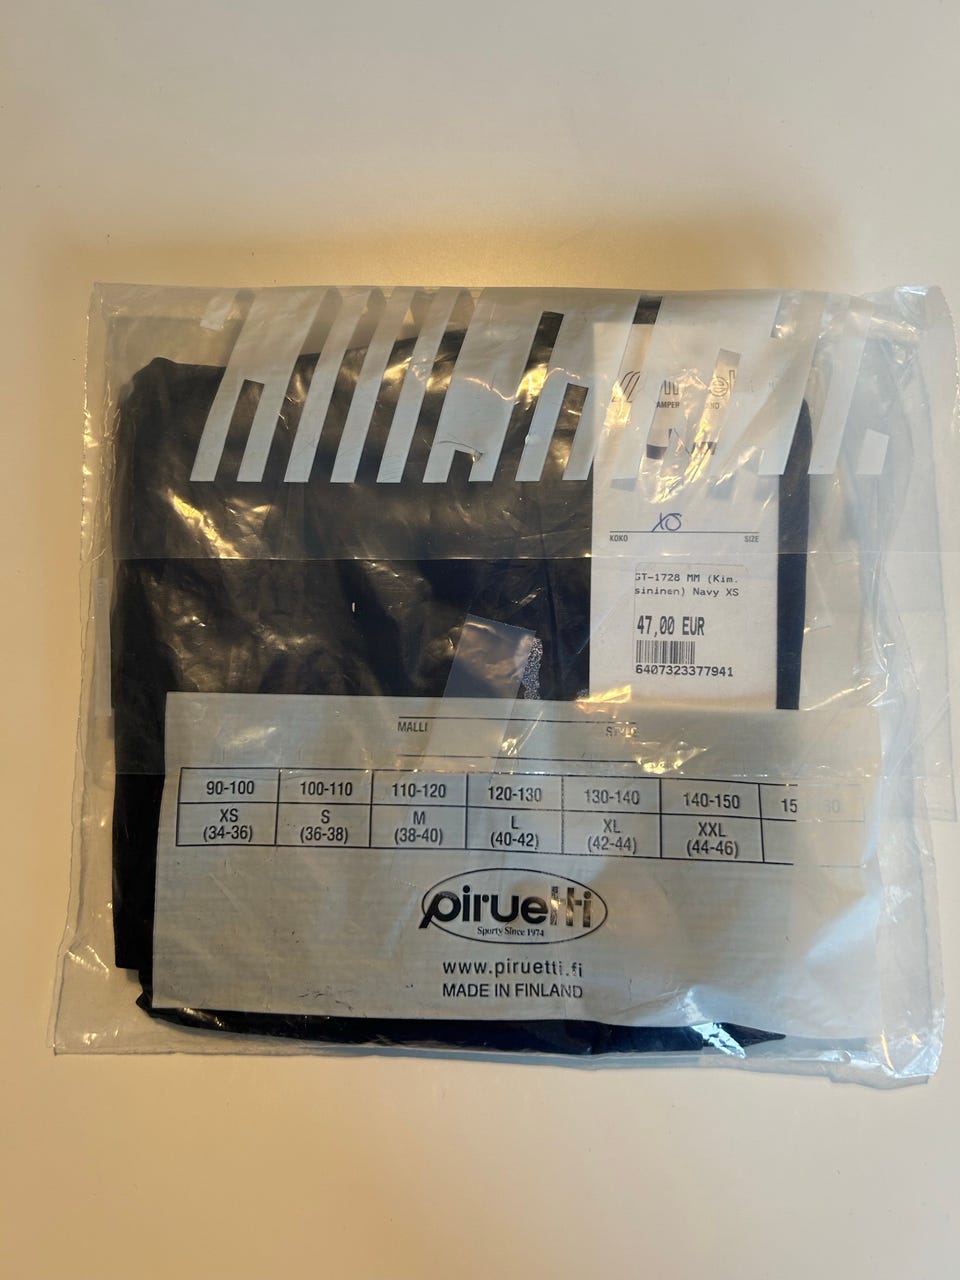 KOKO SIZE
XS
GT-1728 MM (Kim.
sininen) Navy XS
47,00 EUR
6407323377941
MALLI STYLE
90-100 100-110 110-120 120-130 130-140 140-150
XS S M L XL XXL
(34-36) (36-38) (38-40) (40-42) (42-44) (44-46)
piruetti
Sporty Since 1974
www.piruetti.fi
MADE IN FINLAND